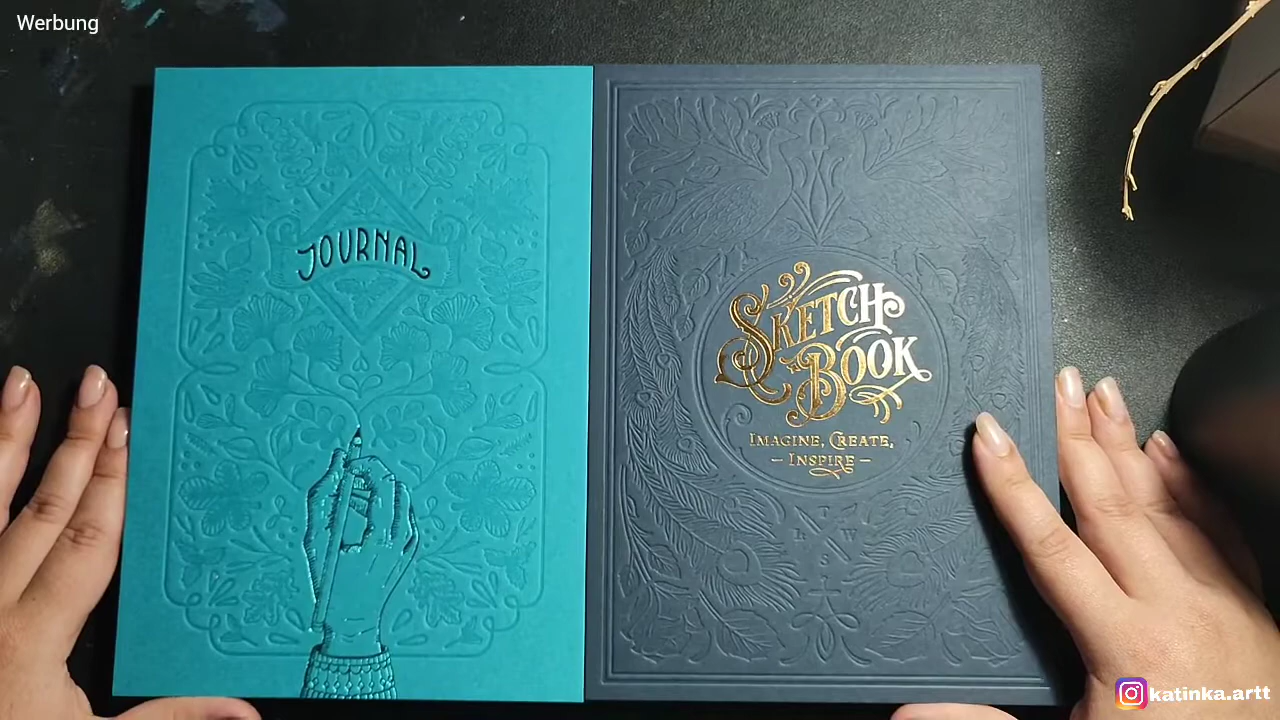 Werbung
JOURNAL
SKETCH
BOOK
IMAGINE, CREATE,
– INSPIRE –
katinka.artt